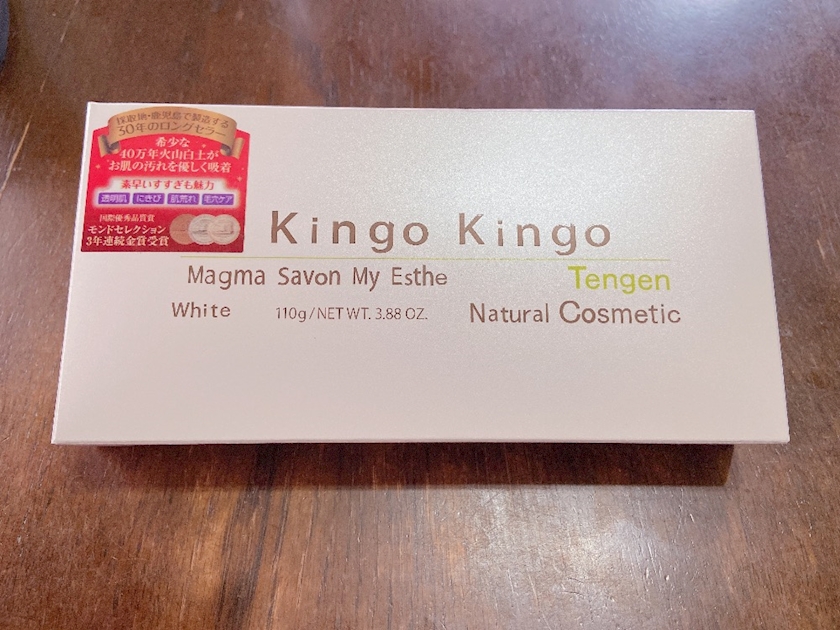 採取地・鹿児島で製造する
30年のロングセラー
希少な
40万年火山白土が
お肌の汚れを優しく吸着
素早いすすぎも魅力
透明肌 にきび 肌荒れ 毛穴ケア
国際優秀品質賞
モンドセレクション
3年連続金賞受賞
Kingo Kingo
Magma Savon My Esthe Tengen
White 110g/NET WT. 3.88 OZ. Natural Cosmetic